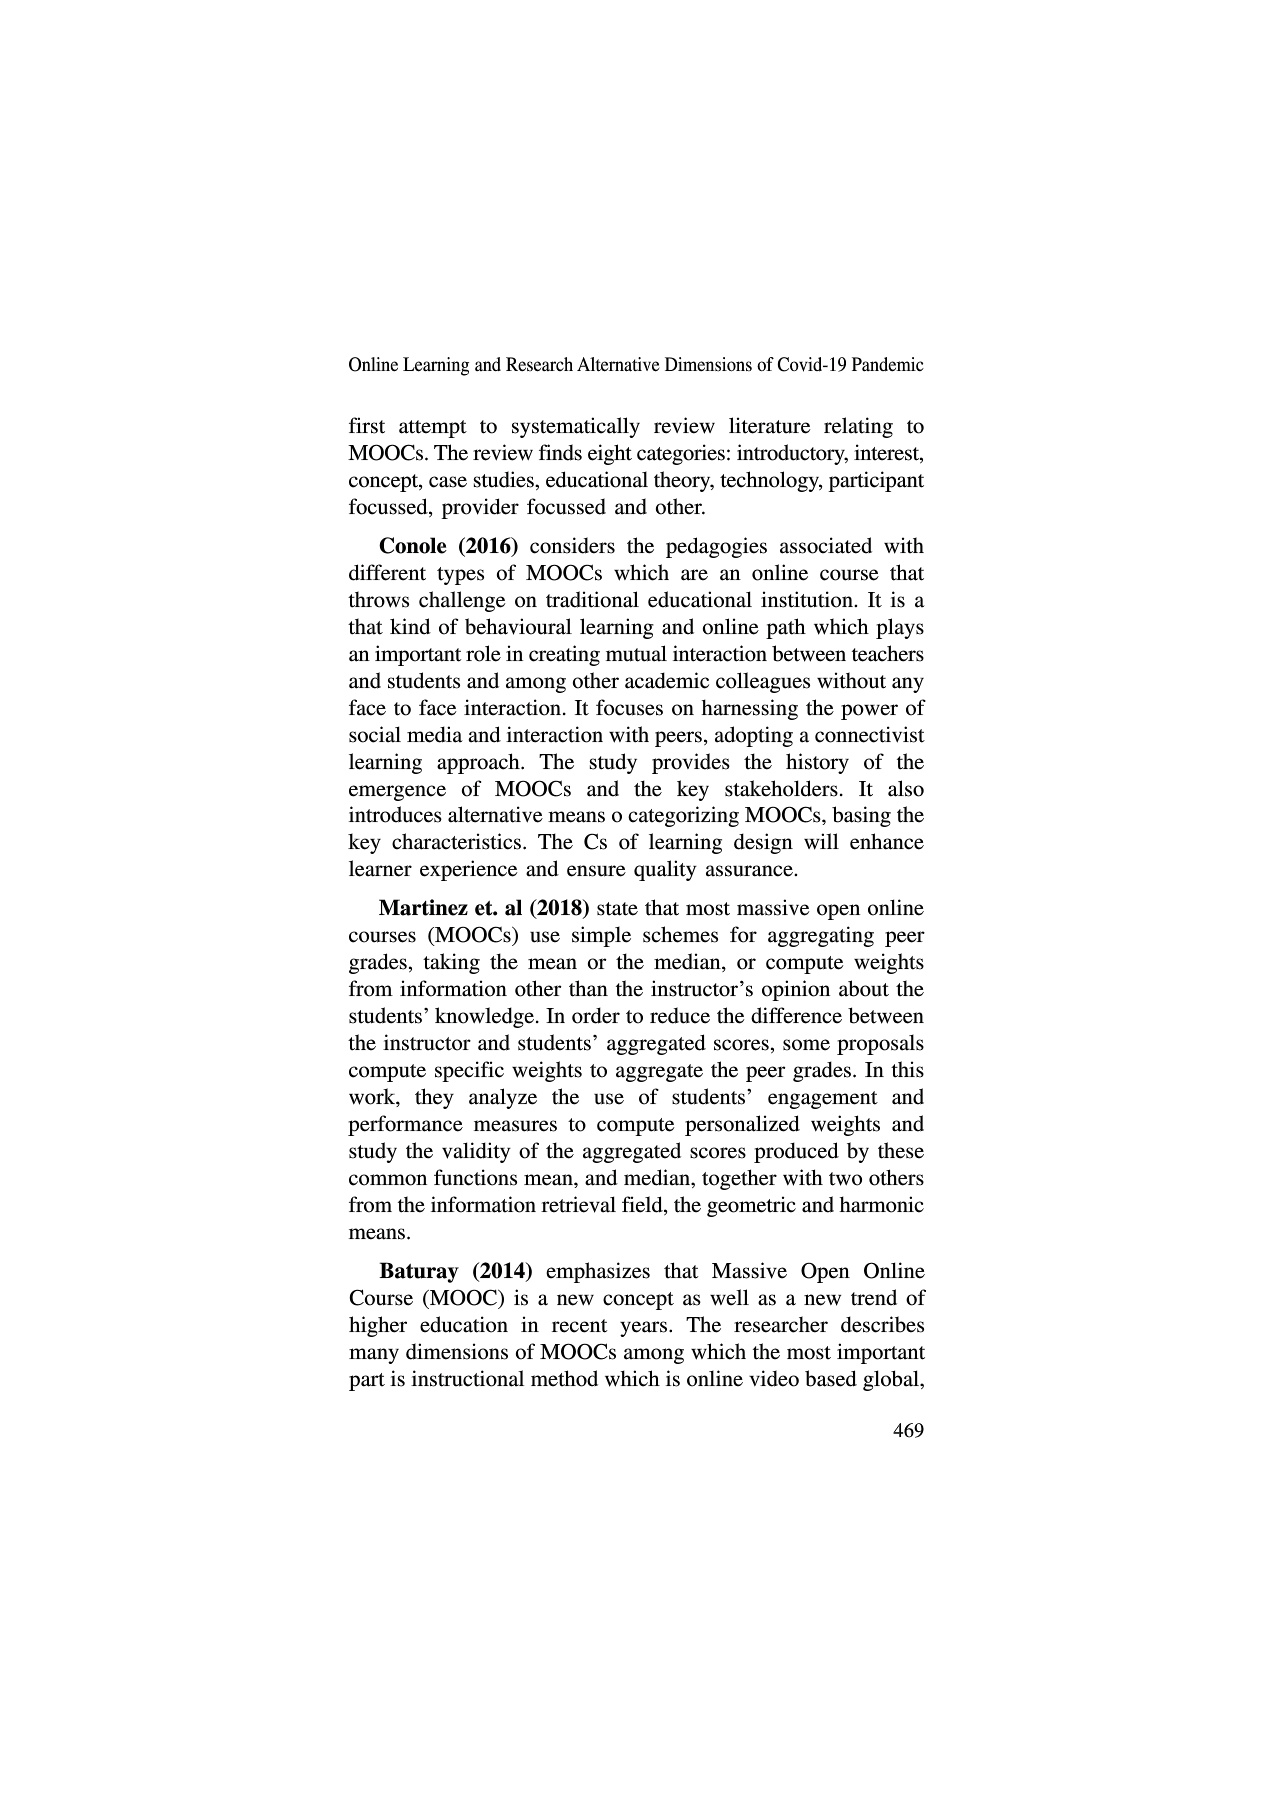 Online Learning and Research Alternative Dimensions of Covid-19 Pandemic
first attempt to systematically review literature relating to
MOOCs. The review finds eight categories: introductory, interest,
concept, case studies, educational theory, technology, participant
focussed, provider focussed and other.
Conole (2016) considers the pedagogies associated with
different types of MOOCs which are an online course that
throws challenge on traditional educational institution. It is a
that kind of behavioural learning and online path which plays
an important role in creating mutual interaction between teachers
and students and among other academic colleagues without any
face to face interaction. It focuses on harnessing the power of
social media and interaction with peers, adopting a connectivist
learning approach. The study provides the history of the
emergence of MOOCs and the key stakeholders. It also
introduces alternative means o categorizing MOOCs, basing the
key characteristics. The Cs of learning design will enhance
learner experience and ensure quality assurance.
Martinez et. al (2018) state that most massive open online
courses (MOOCs) use simple schemes for aggregating peer
grades, taking the mean or the median, or compute weights
from information other than the instructor’s opinion about the
students’ knowledge. In order to reduce the difference between
the instructor and students’ aggregated scores, some proposals
compute specific weights to aggregate the peer grades. In this
work, they analyze the use of students’ engagement and
performance measures to compute personalized weights and
study the validity of the aggregated scores produced by these
common functions mean, and median, together with two others
from the information retrieval field, the geometric and harmonic
means.
Baturay (2014) emphasizes that Massive Open Online
Course (MOOC) is a new concept as well as a new trend of
higher education in recent years. The researcher describes
many dimensions of MOOCs among which the most important
part is instructional method which is online video based global,
469